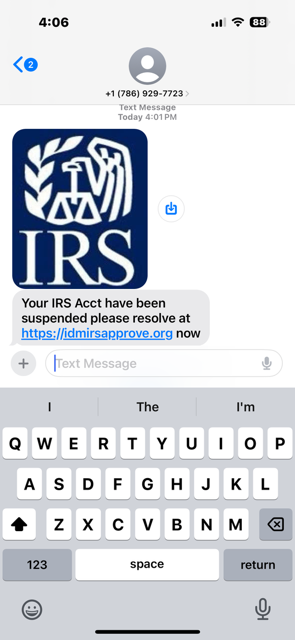 4:06
88
2
+1 (786) 929-7723 >
Text Message
Today 4:01 PM
IRS
Your IRS Acct have been
suspended please resolve at
https://idmirsapprove.org now
Text Message
I The I'm
Q W E R T Y U I O P
A S D F G H J K L
Z X C V B N M
123 space return